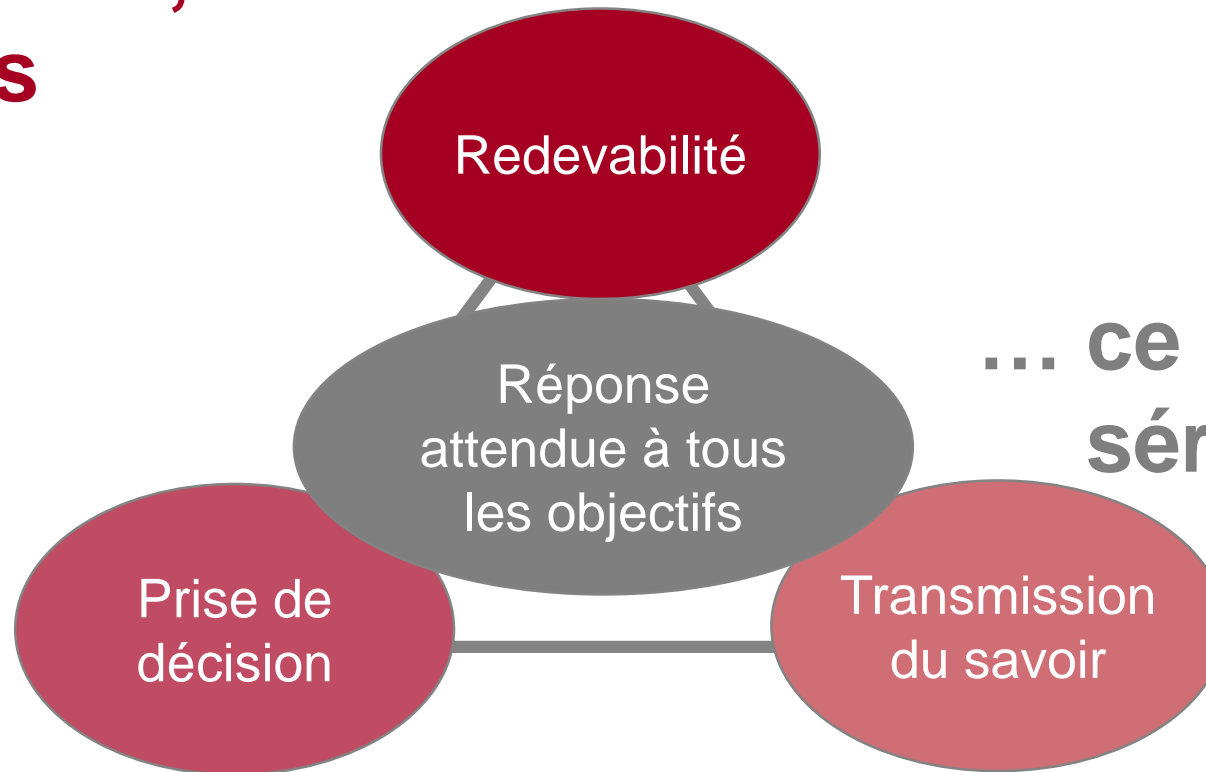 s
Redevabilité
… ce
sér
Réponse
attendue à tous
les objectifs
Prise de
décision
Transmission
du savoir